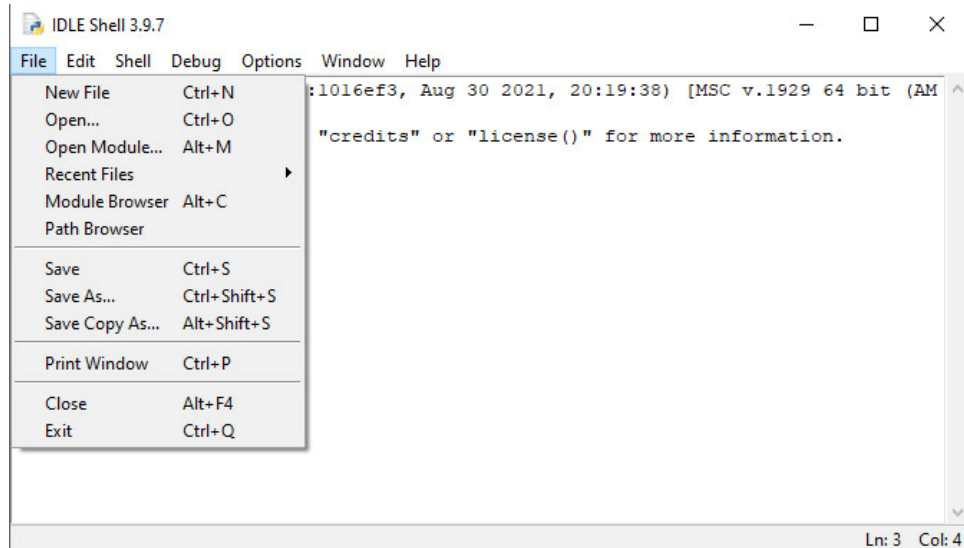 IDLE Shell 3.9.7
File Edit Shell Debug Options Window Help
New File Ctrl+N
Open... Ctrl+O
Open Module... Alt+M
Recent Files
Module Browser Alt+C
Path Browser
Save Ctrl+S
Save As... Ctrl+Shift+S
Save Copy As... Alt+Shift+S
Print Window Ctrl+P
Close Alt+F4
Exit Ctrl+Q
:1016ef3, Aug 30 2021, 20:19:38) [MSC v.1929 64 bit (AM
"credits" or "license()" for more information.
Ln: 3 Col: 4